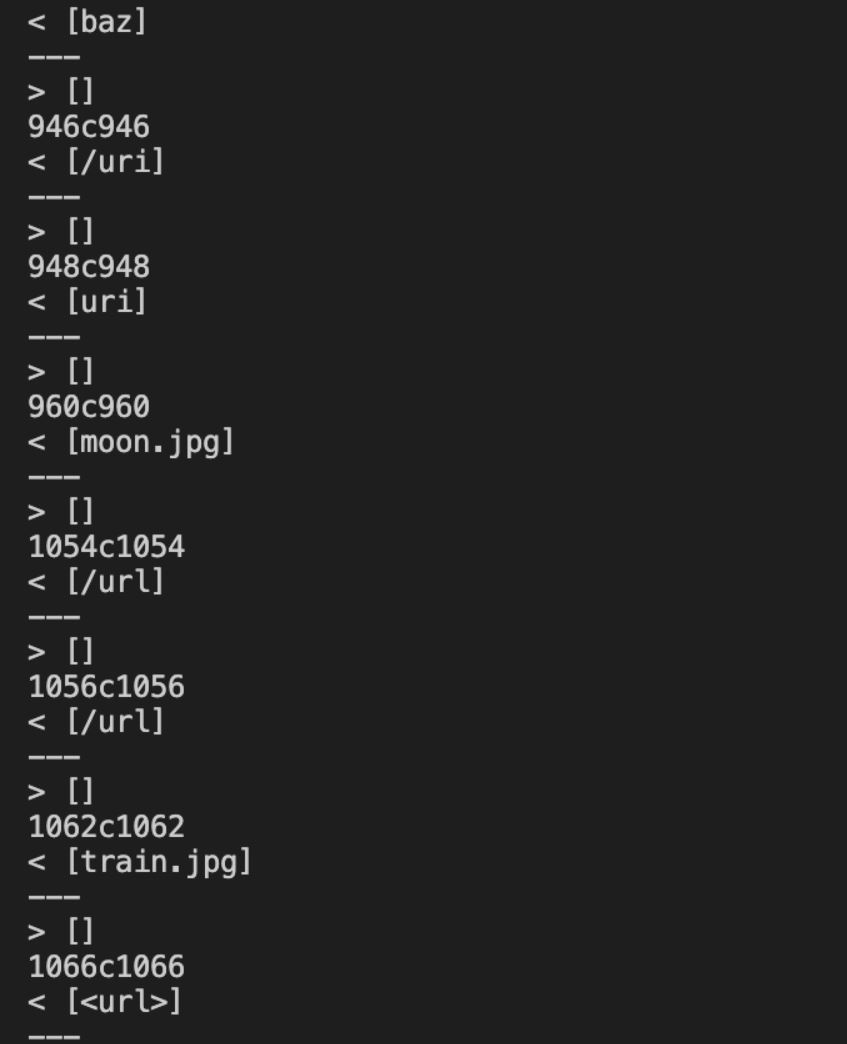 < [baz]
---
> []
946c946
< [/uri]
---
> []
948c948
< [uri]
---
> []
960c960
< [moon.jpg]
---
> []
1054c1054
< [/url]
---
> []
1056c1056
< [/url]
---
> []
1062c1062
< [train.jpg]
---
> []
1066c1066
< [<url>]
---